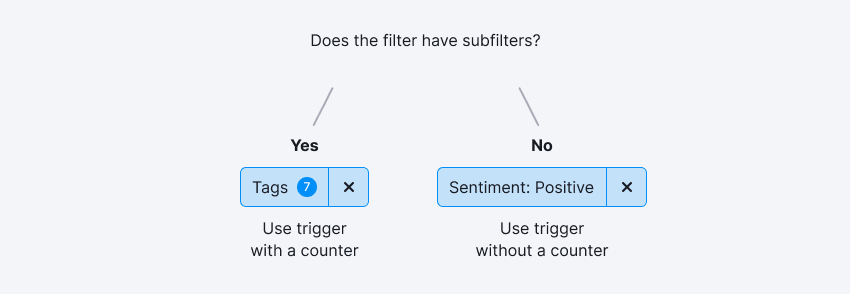 Does the filter have subfilters?
Yes
No
Tags 7
Sentiment: Positive
Use trigger
with a counter
Use trigger
without a counter